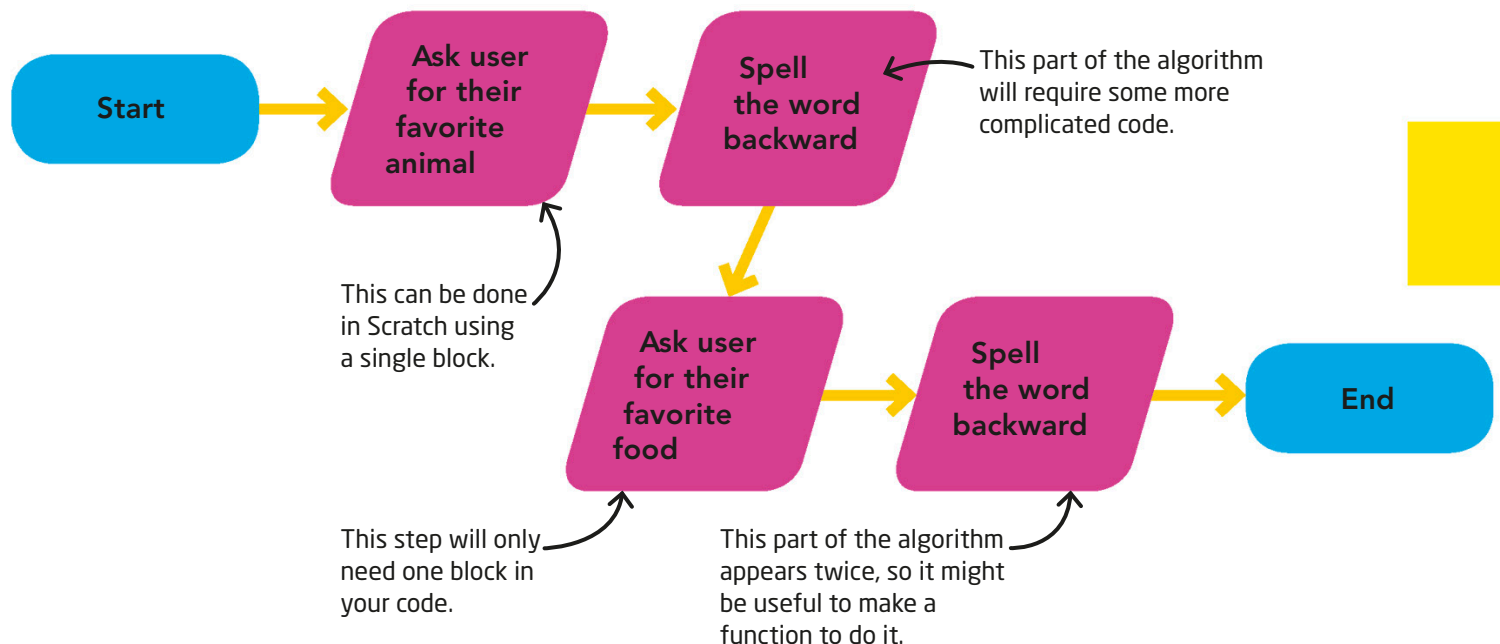 Start
Ask user
for their
favorite
animal
Spell
the word
backward
This part of the algorithm
will require some more
complicated code.
This can be done
in Scratch using
a single block.
Ask user
for their
favorite
food
Spell
the word
backward
End
This step will only
need one block in
your code.
This part of the algorithm
appears twice, so it might
be useful to make a
function to do it.